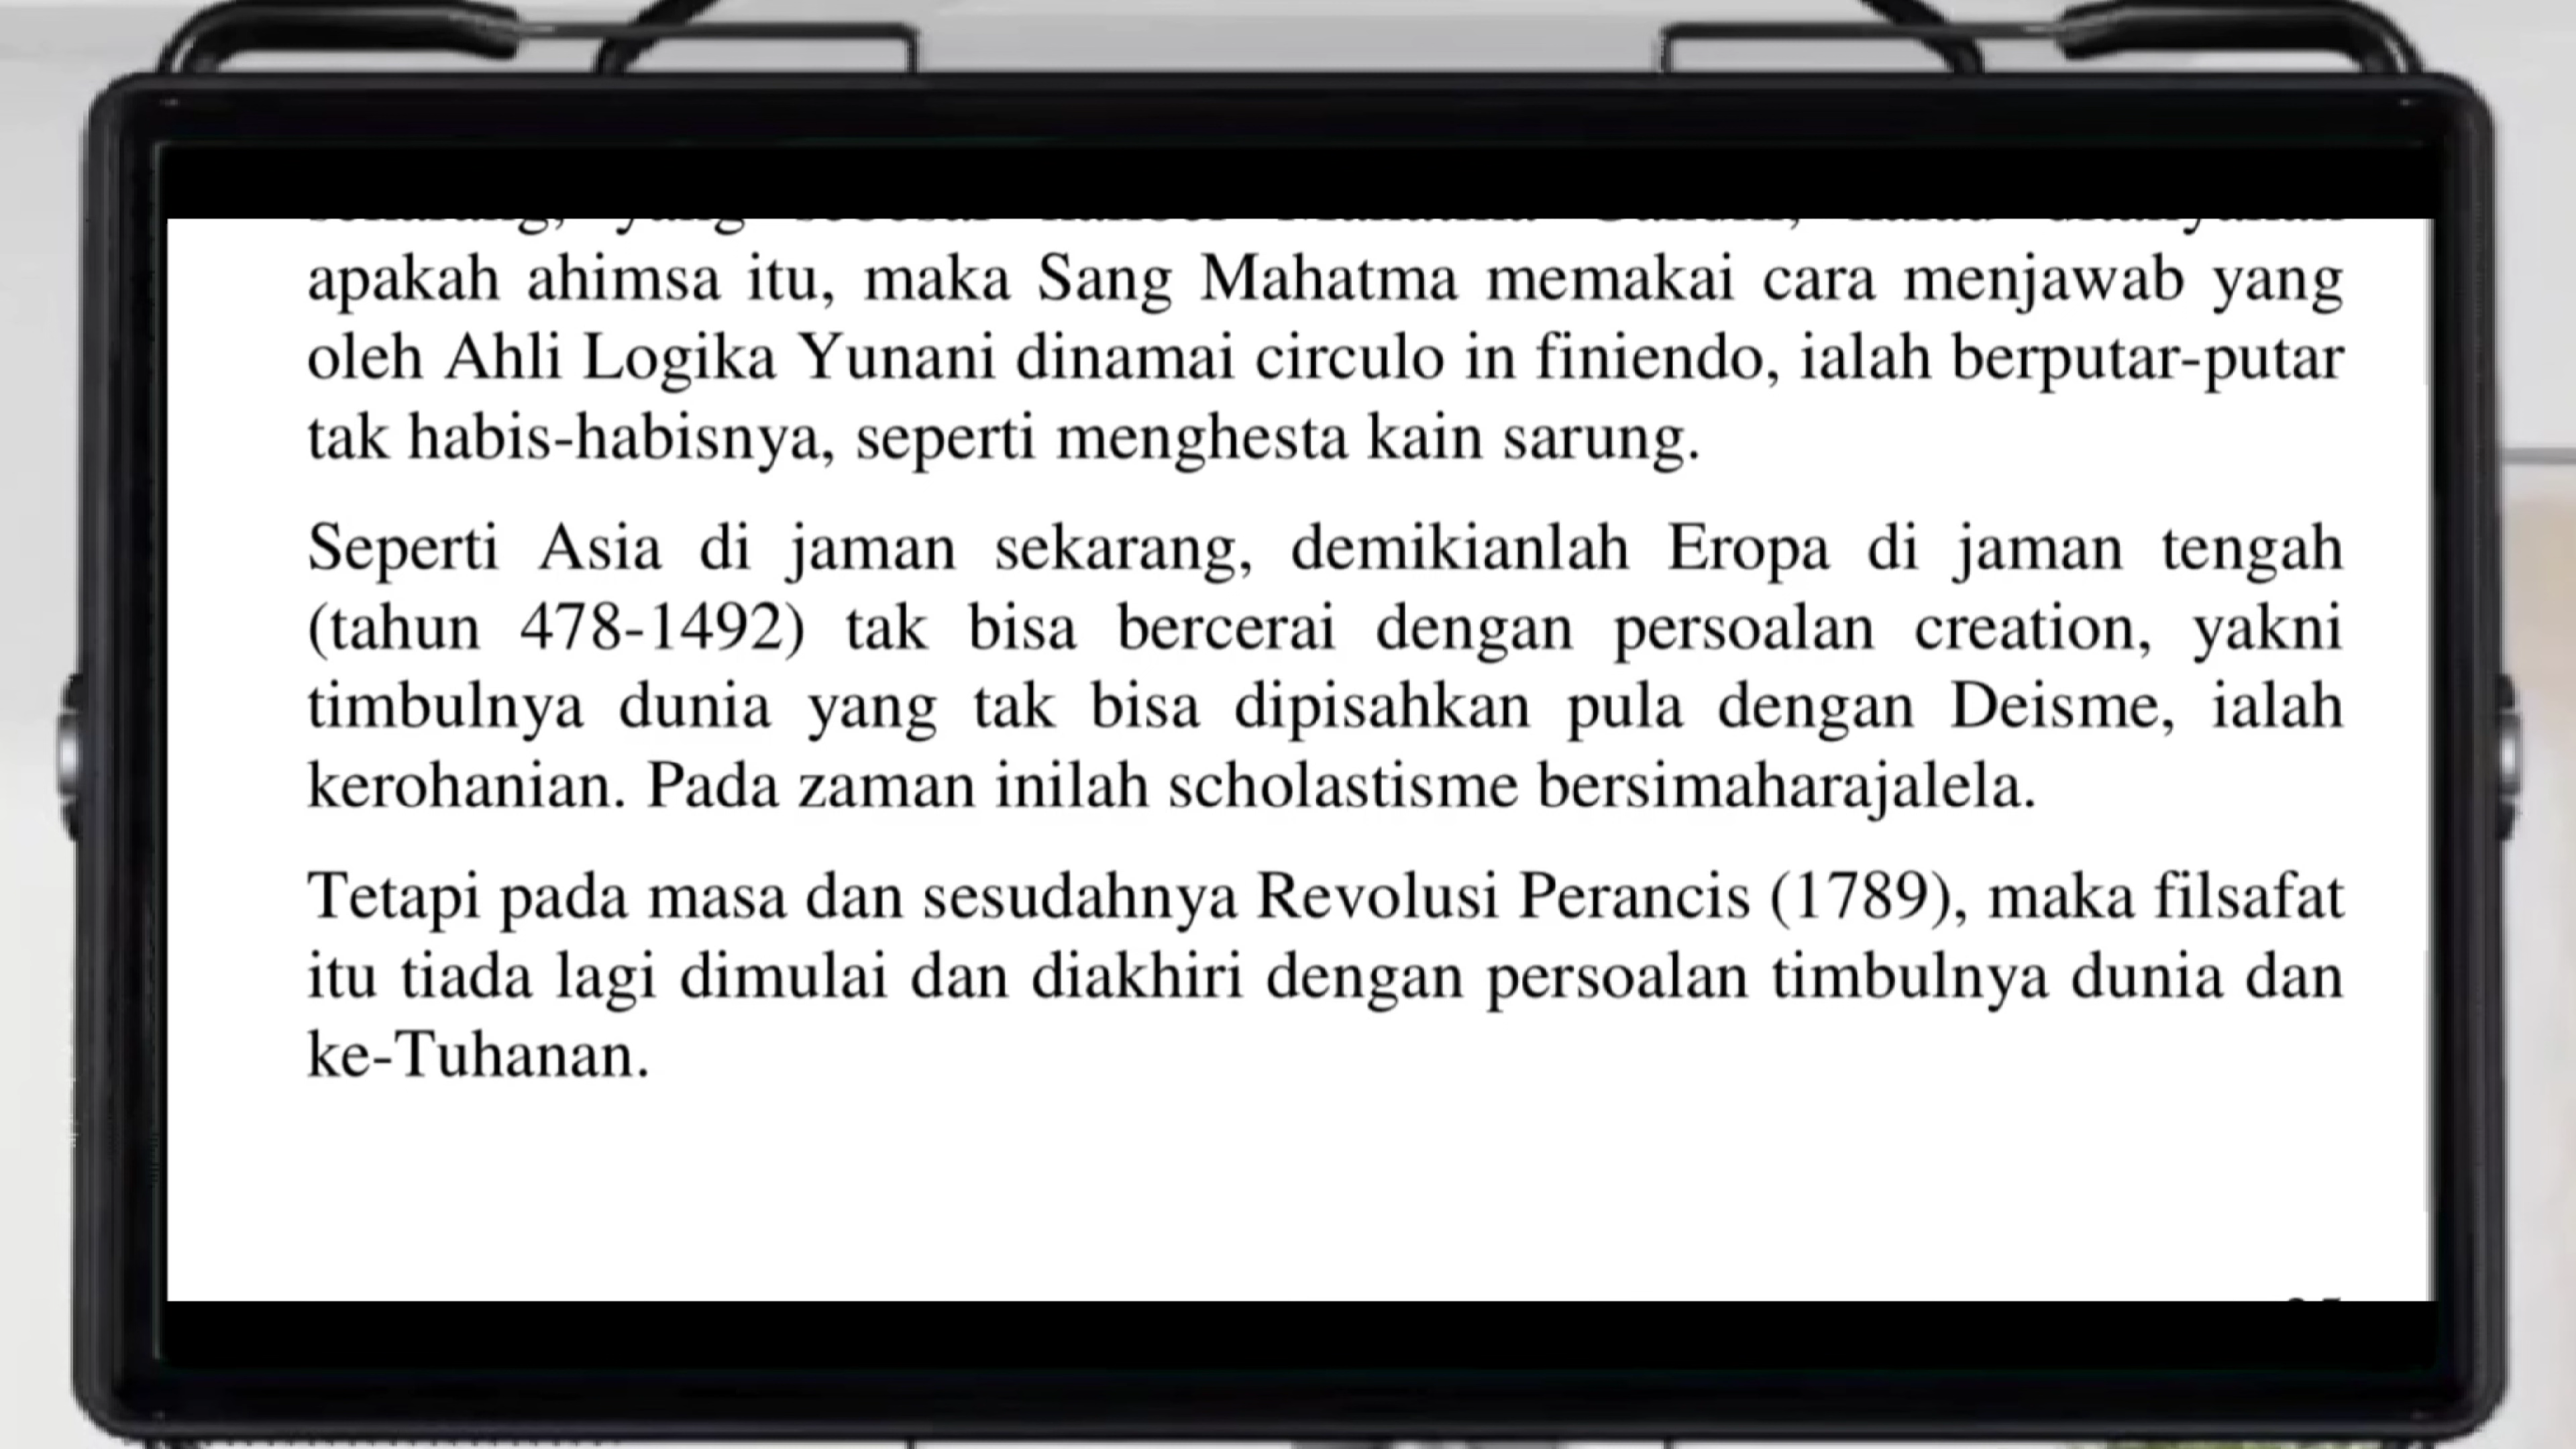 apakah ahimsa itu, maka Sang Mahatma memakai cara menjawab yang
oleh Ahli Logika Yunani dinamai circulo in finiendo, ialah berputar-putar
tak habis-habisnya, seperti menghesta kain sarung.
Seperti Asia di jaman sekarang, demikianlah Eropa di jaman tengah
(tahun 478-1492) tak bisa bercerai dengan persoalan creation, yakni
timbulnya dunia yang tak bisa dipisahkan pula dengan Deisme, ialah
kerohanian. Pada zaman inilah scholastisme bersimaharajalela.
Tetapi pada masa dan sesudahnya Revolusi Perancis (1789), maka filsafat
itu tiada lagi dimulai dan diakhiri dengan persoalan timbulnya dunia dan
ke-Tuhanan.